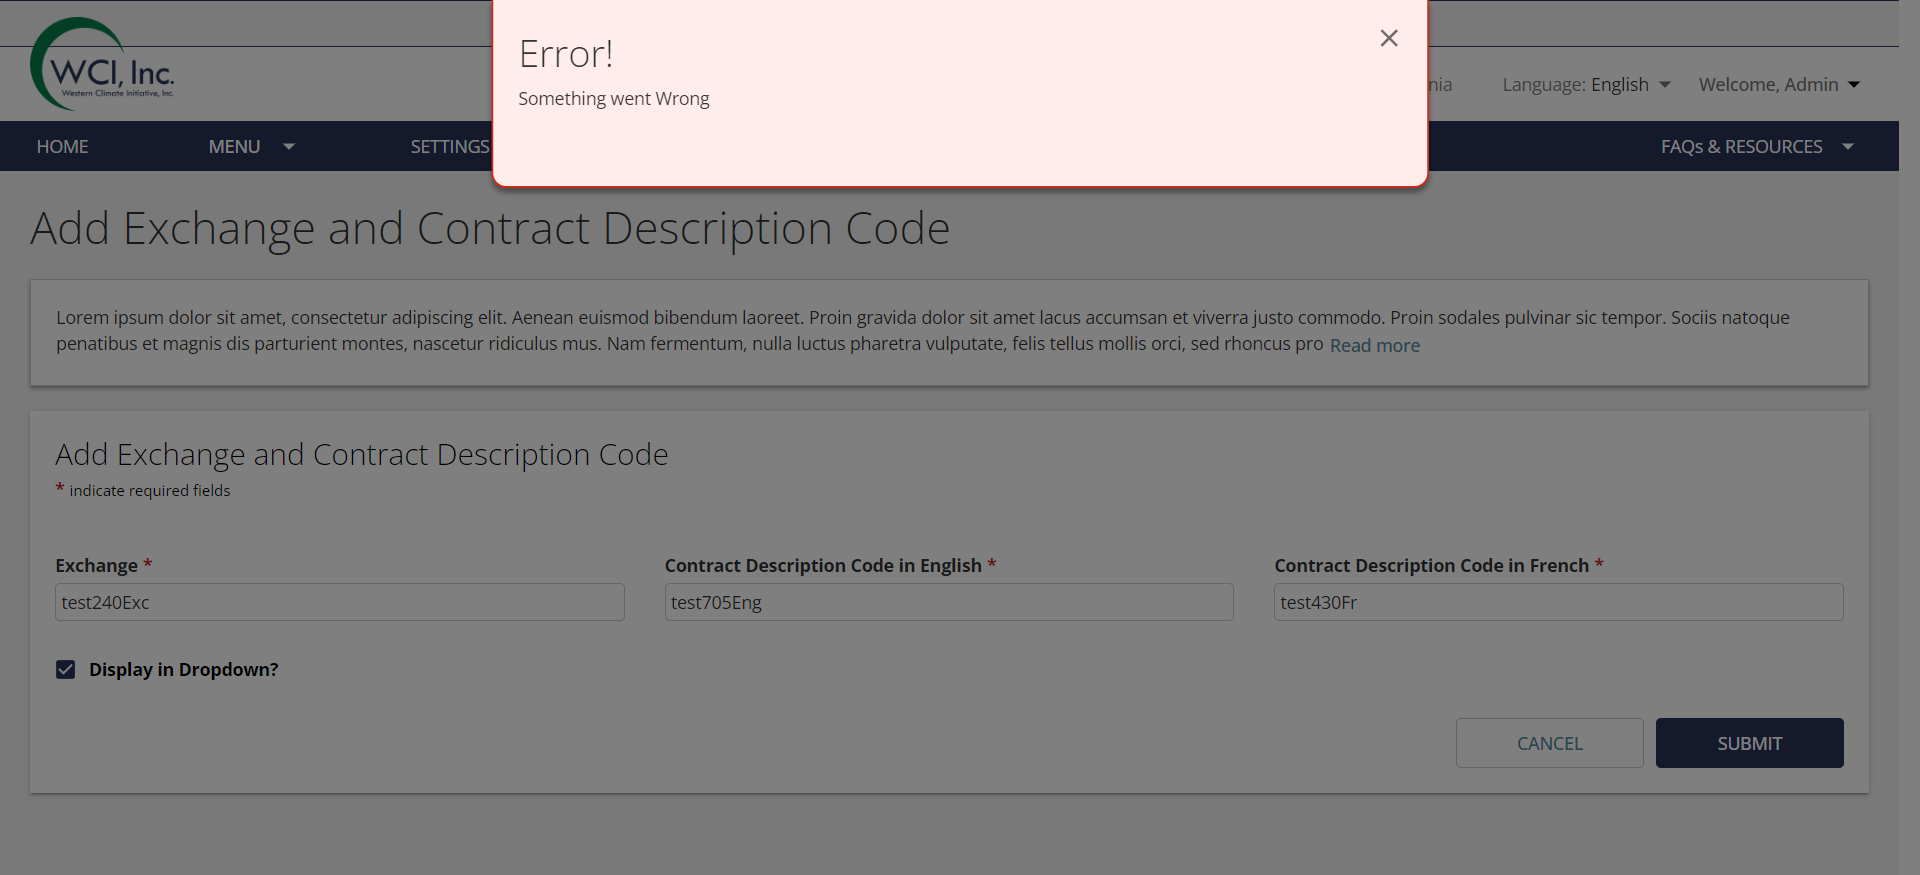 Error!
Something went Wrong
WCI, Inc.
Western Climate Initiative, Inc.
nia
Language: English
Welcome, Admin
HOME
MENU
SETTINGS
FAQs & RESOURCES
Add Exchange and Contract Description Code
Lorem ipsum dolor sit amet, consectetur adipiscing elit. Aenean euismod bibendum laoreet. Proin gravida dolor sit amet lacus accumsan et viverra justo commodo. Proin sodales pulvinar sic tempor. Sociis natoque
penatibus et magnis dis parturient montes, nascetur ridiculus mus. Nam fermentum, nulla luctus pharetra vulputate, felis tellus mollis orci, sed rhoncus pro Read more
Add Exchange and Contract Description Code
* indicate required fields
Exchange *
Contract Description Code in English *
Contract Description Code in French *
test240Exc
test705Eng
test430Fr
Display in Dropdown?
CANCEL
SUBMIT